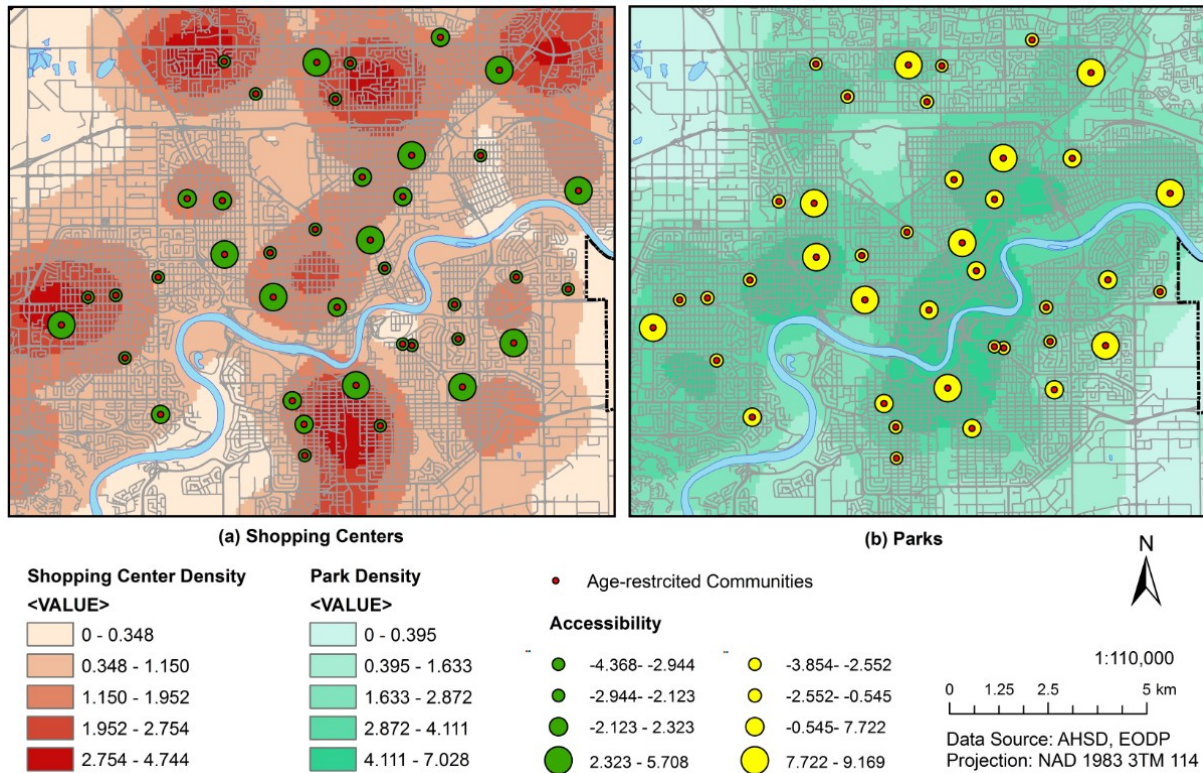 (a) Shopping Centers
(b) Parks
Shopping Center Density
<VALUE>
0 - 0.348
0.348 - 1.150
1.150 - 1.952
1.952 - 2.754
2.754 - 4.744
Park Density
<VALUE>
0 - 0.395
0.395 - 1.633
1.633 - 2.872
2.872 - 4.111
4.111 - 7.028
Age-restrcited Communities
Accessibility
-4.368- -2.944
-2.944- -2.123
-2.123 - 2.323
2.323 - 5.708
-3.854- -2.552
-2.552 -0.545
-0.545- 7.722
7.722 - 9.169
N
1:110,000
0 1.25 2.5 5 km
Data Source: AHSD, EODP
Projection: NAD 1983 3TM 114